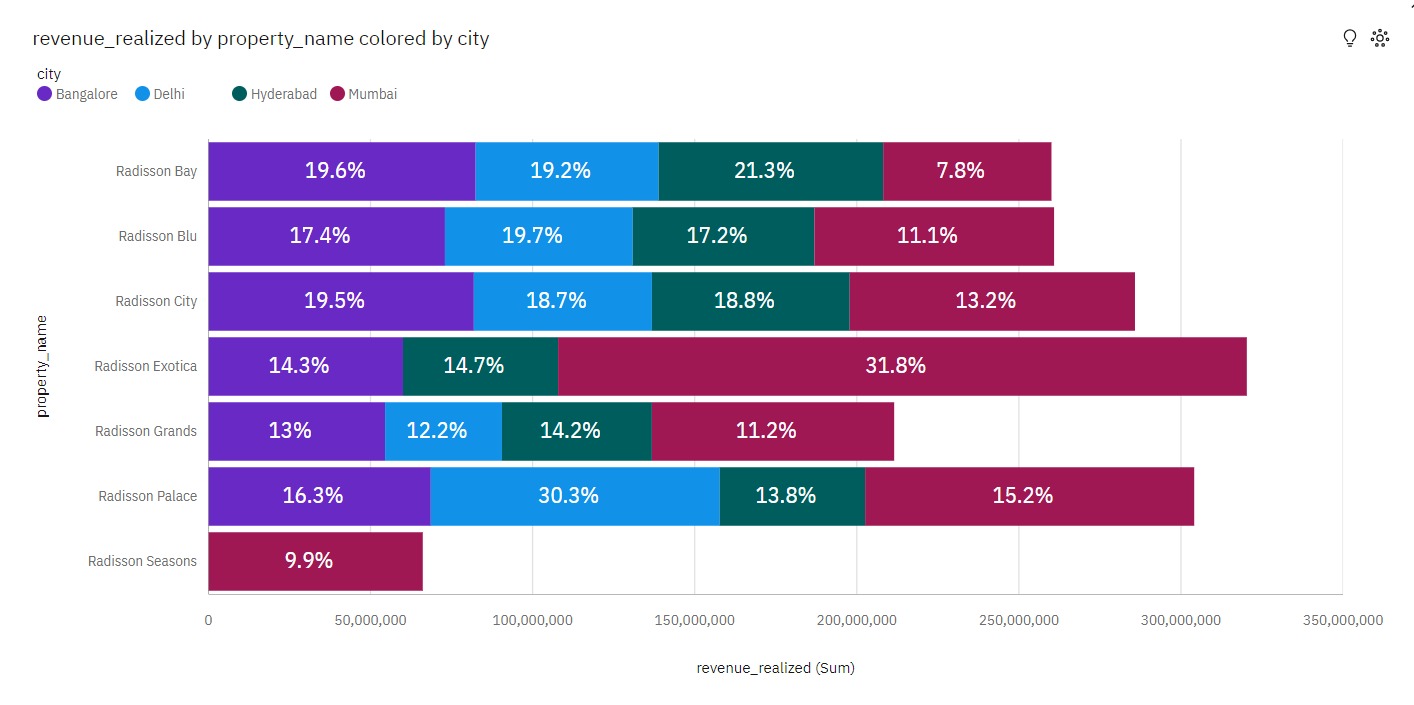 revenue_realized by property_name colored by city
city
Bangalore Delhi Hyderabad Mumbai
property_name
Radisson Bay 19.6% 19.2% 21.3% 7.8%
Radisson Blu 17.4% 19.7% 17.2% 11.1%
Radisson City 19.5% 18.7% 18.8% 13.2%
Radisson Exotica 14.3% 14.7% 31.8%
Radisson Grands 13% 12.2% 14.2% 11.2%
Radisson Palace 16.3% 30.3% 13.8% 15.2%
Radisson Seasons 9.9%
0 50,000,000 100,000,000 150,000,000 200,000,000 250,000,000 300,000,000 350,000,000
revenue_realized (Sum)